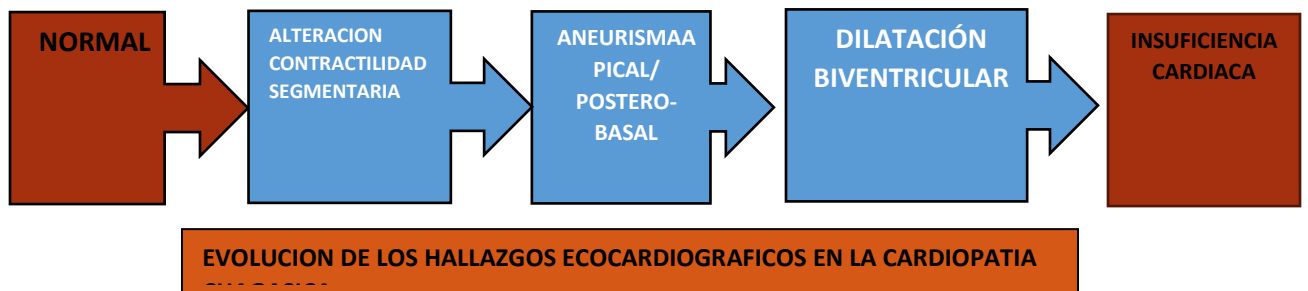 NORMAL
ALTERACION
CONTRACTILIDAD
SEGMENTARIA
ANEURISMAA
PICAL/
POSTERO-
BASAL
DILATACIÓN
BIVENTRICULAR
INSUFICIENCIA
CARDIACA
EVOLUCION DE LOS HALLAZGOS ECOCARDIOGRAFICOS EN LA CARDIOPATIA